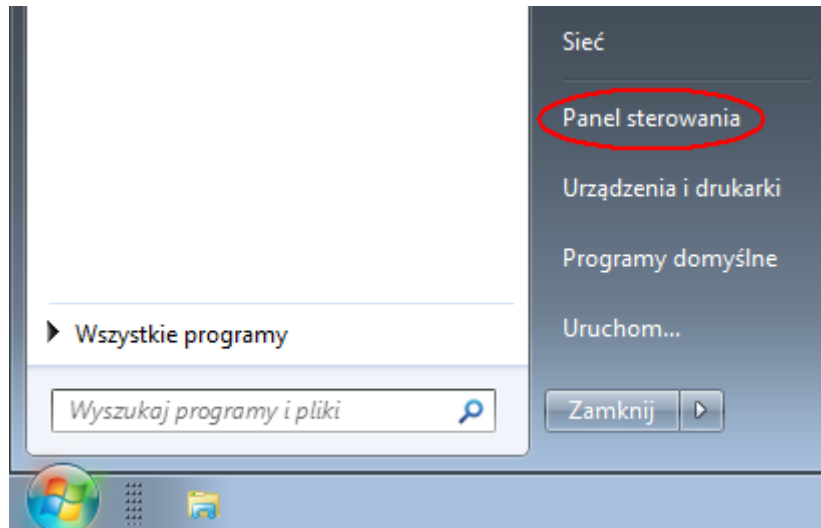 Sieć
Panel sterowania
Urządzenia i drukarki
Programy domyślne
Uruchom...
Wszystkie programy
Wyszukaj programy i pliki
Zamknij